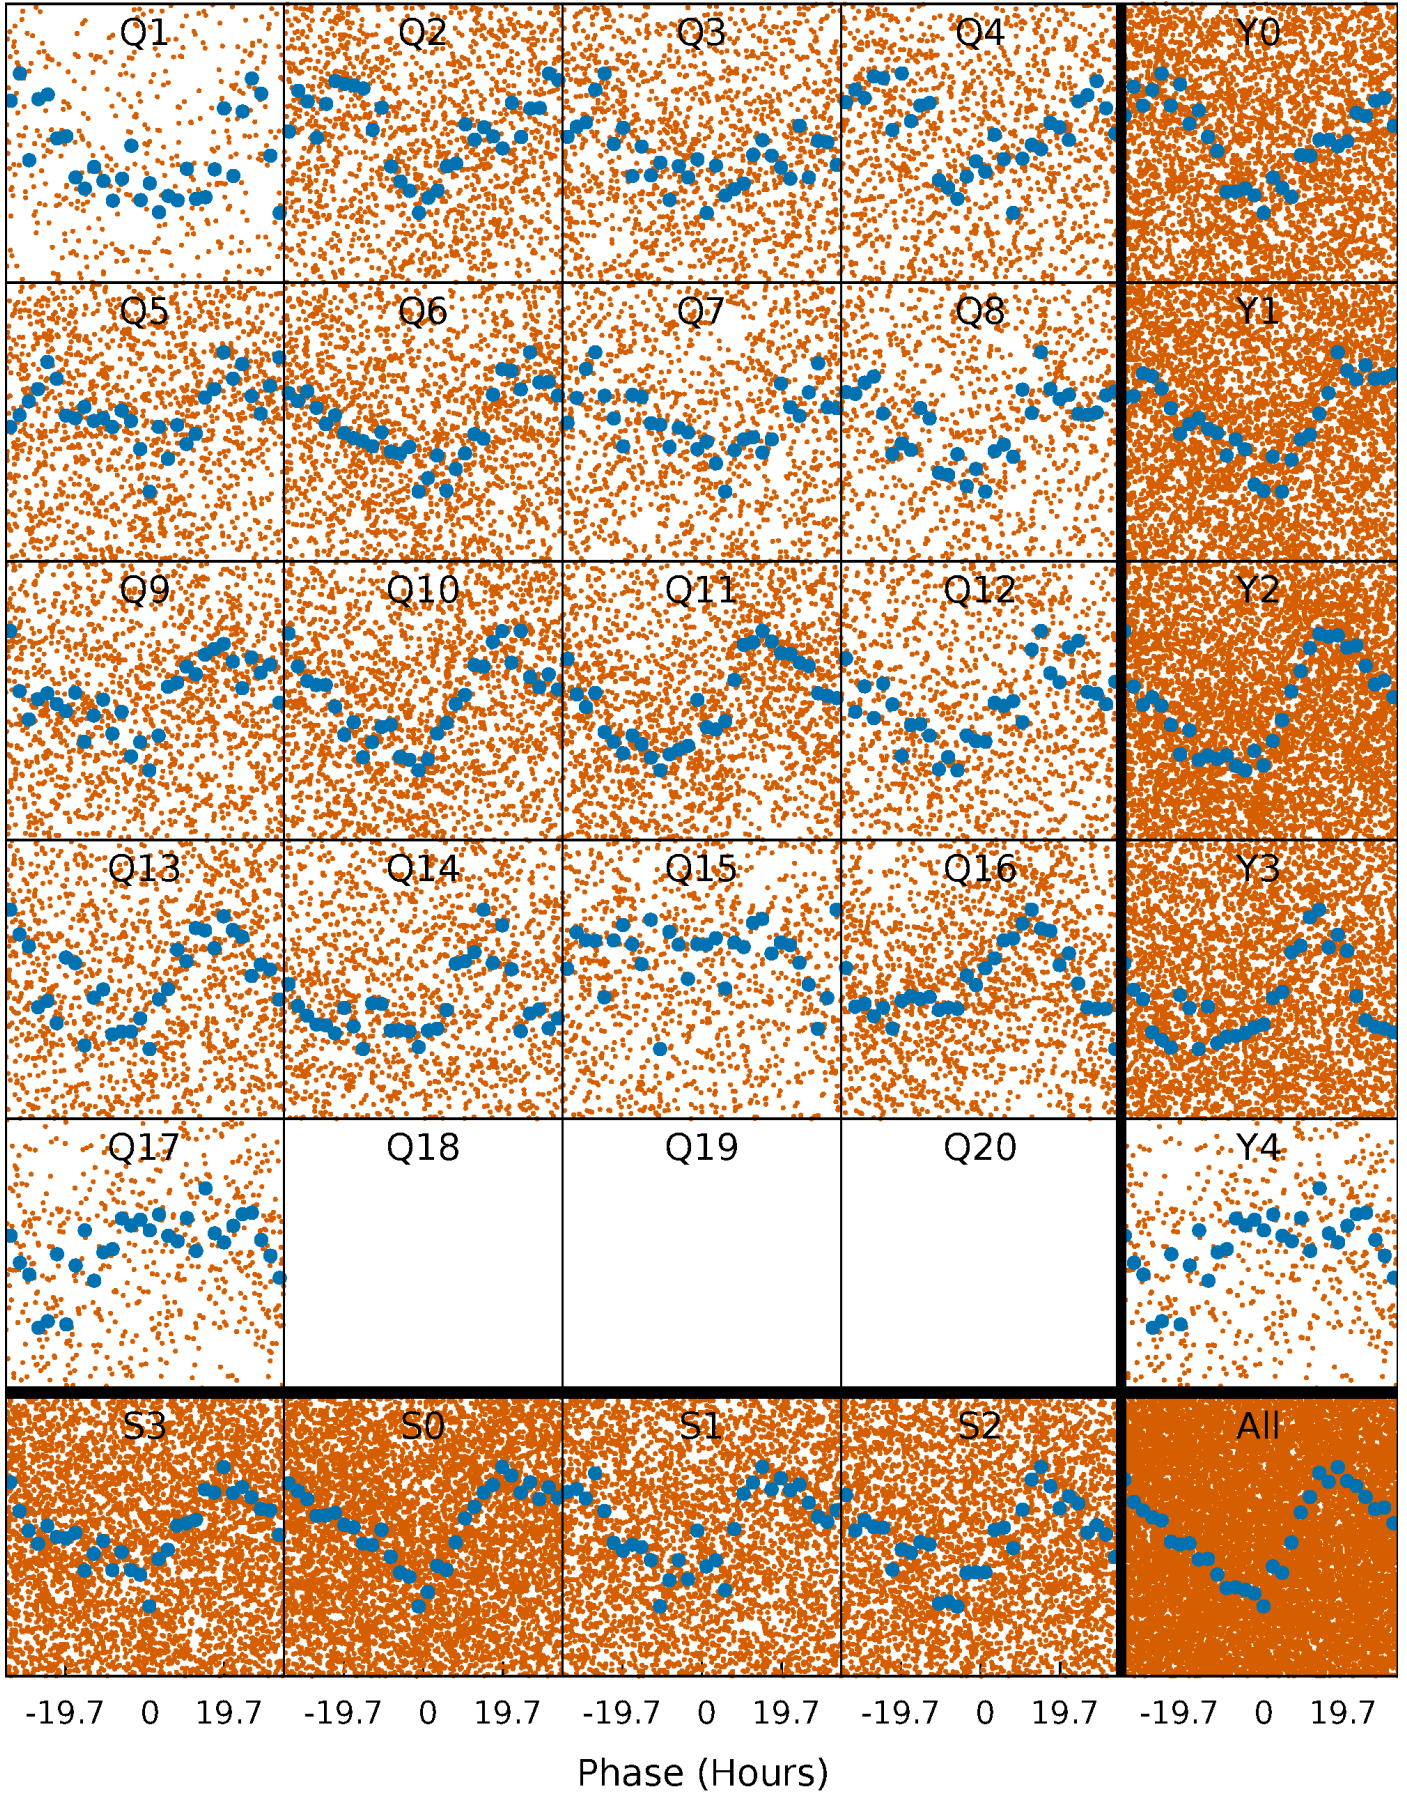 Q1 Q2 Q3 Q4 Y0
Q5 Q6 Q7 Q8 Y1
Q9 Q10 Q11 Q12 Y2
Q13 Q14 Q15 Q16 Y3
Q17 Q18 Q19 Q20 Y4
S3 S0 S1 S2 All
-19.7 0 19.7 -19.7 0 19.7 -19.7 0 19.7 -19.7 0 19.7 -19.7 0 19.7
Phase (Hours)